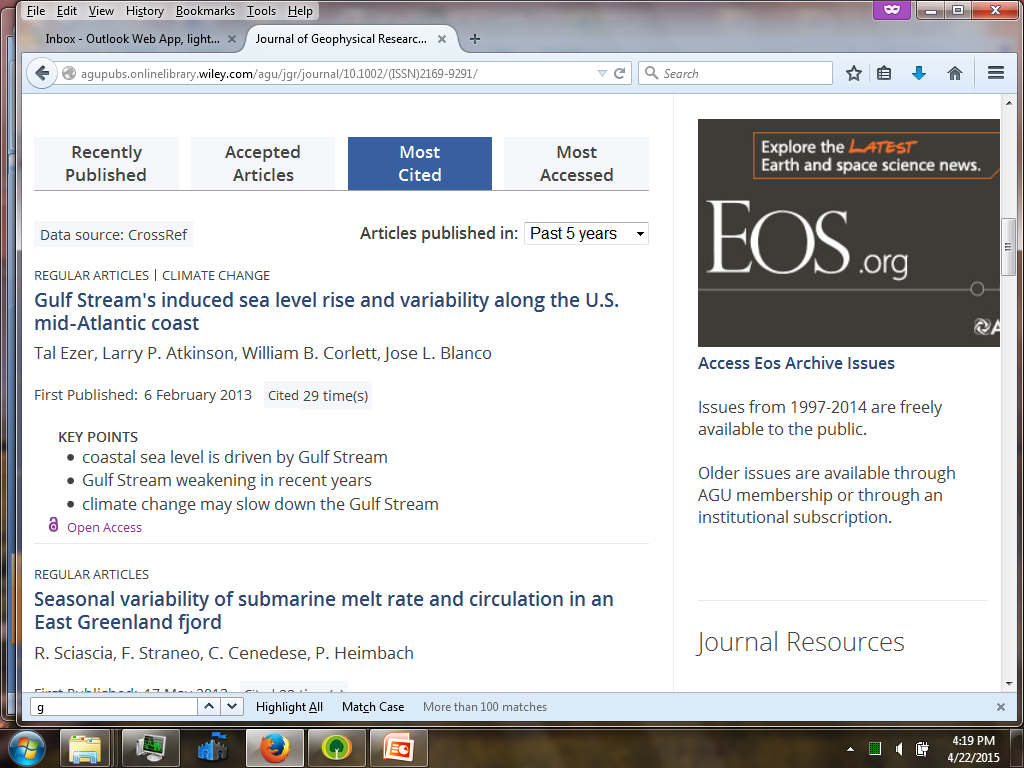 File Edit View History Bookmarks Tools Help
Inbox - Outlook Web App, light... × Journal of Geophysical Researc... × +
agupubs.onlinelibrary.wiley.com/agu/jgr/journal/10.1002/(ISSN)2169-9291/ Search
Recently Published
Accepted Articles
Most Cited
Most Accessed
Data source: CrossRef
Articles published in: Past 5 years
REGULAR ARTICLES | CLIMATE CHANGE
Gulf Stream's induced sea level rise and variability along the U.S.
mid-Atlantic coast
Tal Ezer, Larry P. Atkinson, William B. Corlett, Jose L. Blanco
First Published: 6 February 2013 Cited 29 time(s)
KEY POINTS
• coastal sea level is driven by Gulf Stream
• Gulf Stream weakening in recent years
• climate change may slow down the Gulf Stream
Open Access
REGULAR ARTICLES
Seasonal variability of submarine melt rate and circulation in an
East Greenland fjord
R. Sciascia, F. Straneo, C. Cenedese, P. Heimbach
First Published: 17 May 2013
Explore the LATEST
Earth and space science news.
EOS.org
Access Eos Archive Issues
Issues from 1997-2014 are freely
available to the public.
Older issues are available through
AGU membership or through an
institutional subscription.
Journal Resources
g Highlight All Match Case More than 100 matches ×
4:19 PM
4/22/2015